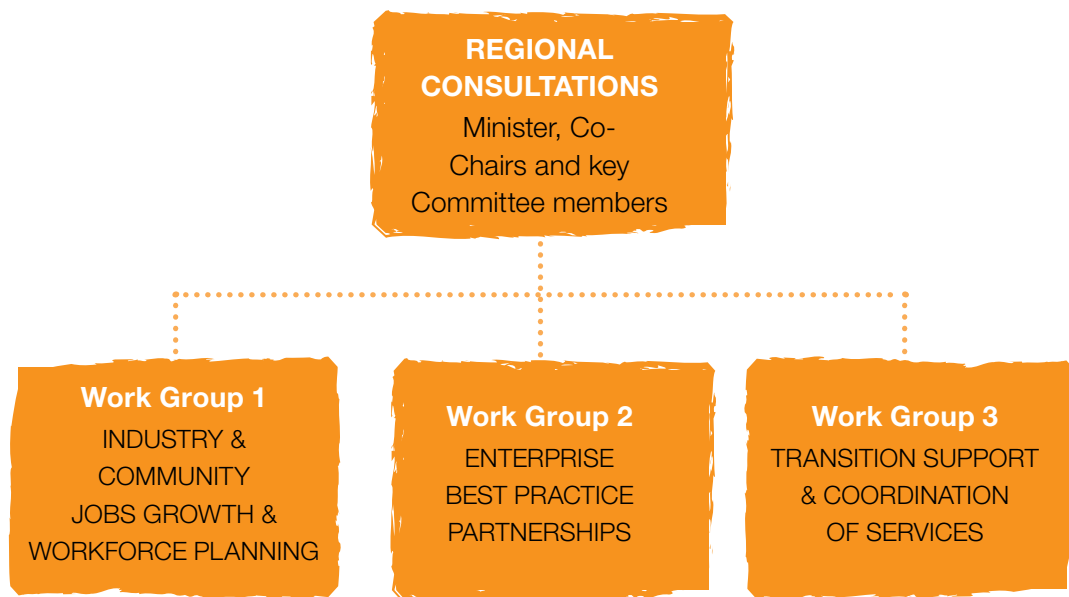 REGIONAL
CONSULTATIONS
Minister, Co-
Chairs and key
Committee members
Work Group 1
INDUSTRY &
COMMUNITY
JOBS GROWTH &
WORKFORCE PLANNING
Work Group 2
ENTERPRISE
BEST PRACTICE
PARTNERSHIPS
Work Group 3
TRANSITION SUPPORT
& COORDINATION
OF SERVICES